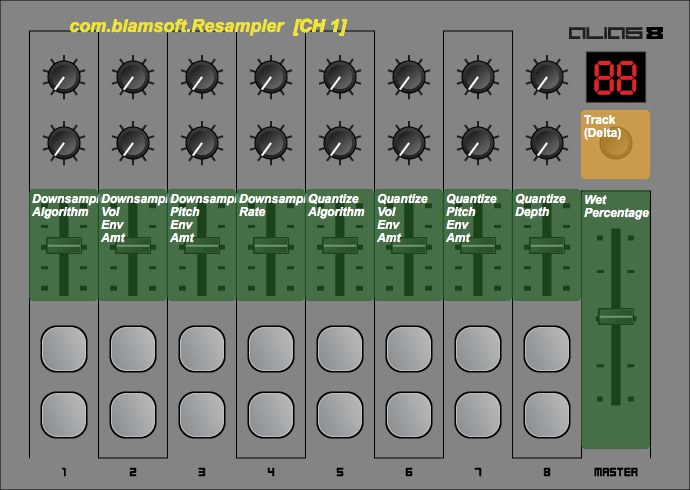 com.blamsoft.Resampler [CH 1]
ALIAS 8
88
Track
(Delta)
Downsampl
Algorithm
Downsampl
Vol
Env
Amt
Downsampl
Pitch
Env
Amt
Downsampl
Rate
Quantize
Algorithm
Quantize
Vol
Env
Amt
Quantize
Pitch
Env
Amt
Quantize
Depth
Wet
Percentage
1 2 3 4 5 6 7 8 MASTER